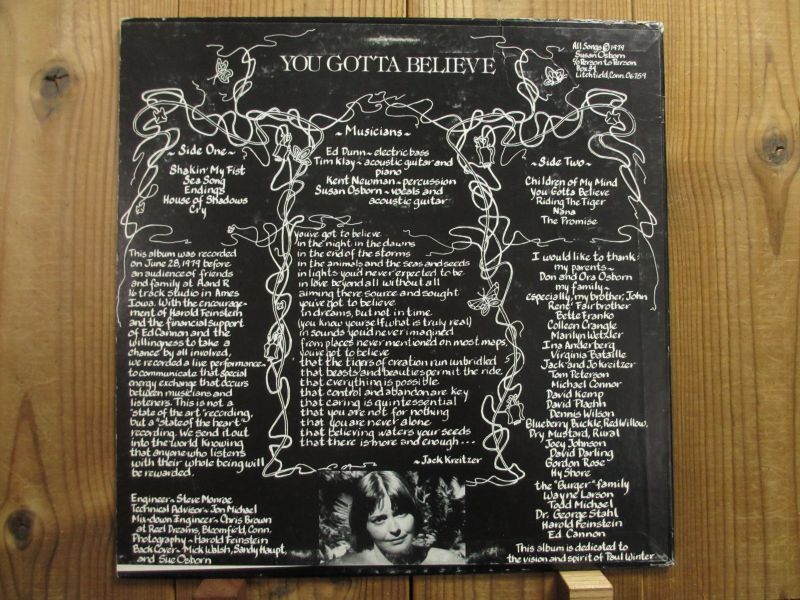 YOU GOTTA BELIEVE
All Songs © 1979
Susan Osborn
c/o Person to Person
Box 34
Litchfield, Conn. 06759
~ Side One ~
Shakin' My Fist
Sea Song
Endings
House of Shadows
Cry
~ Musicians ~
Ed Dunn ~ electric bass
Tim Klay ~ acoustic guitar and
piano
Kent Newman ~ percussion
Susan Osborn ~ vocals and
acoustic guitar
~ Side Two ~
Children of My Mind
You Gotta Believe
Riding The Tiger
Nana
The Promise
This album was recorded
on June 28, 1979 before
an audience of friends
and family at A and R
16 track studio in Ames
Iowa. With the encourage-
ment of Harold Feinstein
and the financial support
of Ed Cannon and the
willingness to take a
chance by all involved,
we recorded a live performance ~
to communicate that special
energy exchange that occurs
between musicians and
listeners. This is not a
"state of the art" recording,
but a "state of the heart"
recording. We send it out
into the world knowing
that anyone who listens
with their whole being will
be rewarded.
Engineer ~ Steve Monroe
Technical Advisor ~ Jon Michael
Mix-down Engineer ~ Chris Brown
at Reel Dreams, Bloomfield, Conn.
Photography ~ Harold Feinstein
Back Cover ~ Mick Walsh, Sandy Haupt,
and Sue Osborn
youve got to believe
in the night in the dawns
in the end of the storms
in the animals and the seas and seeds
in lights you'd never expected to be
in love beyond all without all
aiming there source and sought
you've got to believe
in dreams, but not in time
(you know yourself what is truly real)
in sounds you'd never imagined
from places never mentioned on most maps,
youve got to believe
that the tigers of creation run unbridled
that beasts and beauties permit the ride
that everything is possible
that control and abandon are key
that caring is quintessential
that you are not for nothing
that you are never alone
that believing waters your seeds
that there is more and enough...
~ Jack Kreitzer
I would like to thank:
my parents ~
Don and Ora Osborn
my family ~
especially, my brother, John
René Fairbrother
Bette Franko
Colleen Crangle
Marilyn Wetzler
Ina Anderberg
Virginia Bataille
Jack and Jo Kreitzer
Tom Peterson
Michael Connor
David Kemp
David Plaehn
Dennis Wilson
Blueberry Buckle, Red Willow,
Dry Mustard, Rural
Joey Johnson
David Darling
Gordon Rose
Hy Shore
the "Burger" family
Wayne Larson
Todd Michael
Dr. George Stahl
Harold Feinstein
Ed Cannon
This album is dedicated to
the vision and spirit of Paul Winter